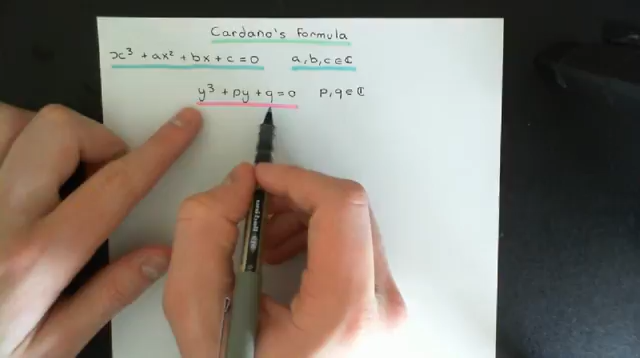 Cardano's Formula
x³ + ax² + bx + c = 0 a, b, c ∈ ℂ
y³ + py + q = 0 p, q ∈ ℂ